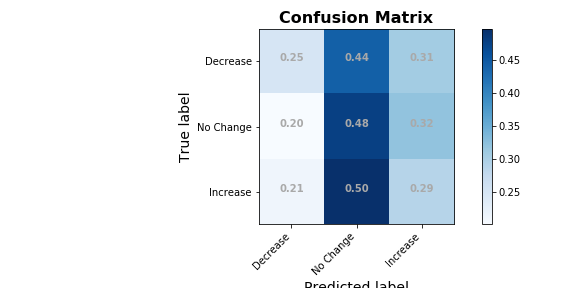 Confusion Matrix
Decrease 0.25 0.44 0.31
No Change 0.20 0.48 0.32
Increase 0.21 0.50 0.29
True label
Decrease No Change Increase
Predicted label
0.45
0.40
0.35
0.30
0.25